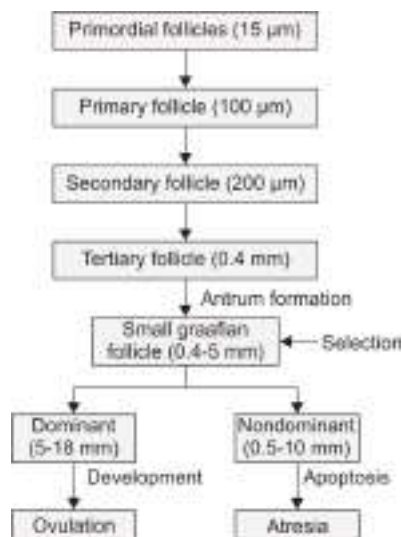 Primordial follicles (15 µm)
Primary follicle (100 µm)
Secondary follicle (200 µm)
Tertiary follicle (0.4 mm)
Antrum formation
Small graafian
follicle (0.4-5 mm)
Selection
Dominant
(5-18 mm)
Nondominant
(0.5-10 mm)
Development
Apoptosis
Ovulation
Atresia